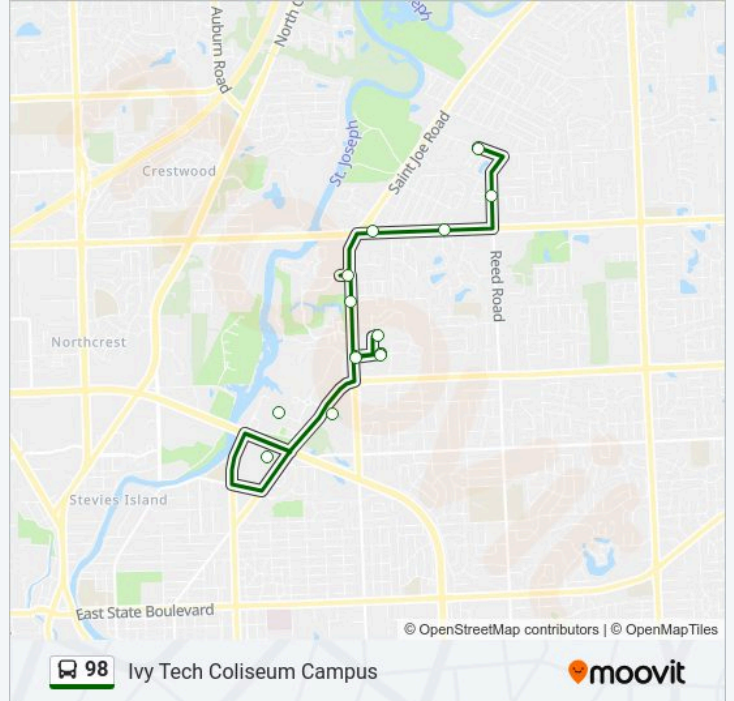 Auburn Road
North C
Saint Joe Road
St. Joseph
Crestwood
Reed Road
Northcrest
Stevies Island
East State Boulevard
© OpenStreetMap contributors | © OpenMapTiles
98 Ivy Tech Coliseum Campus
moovit